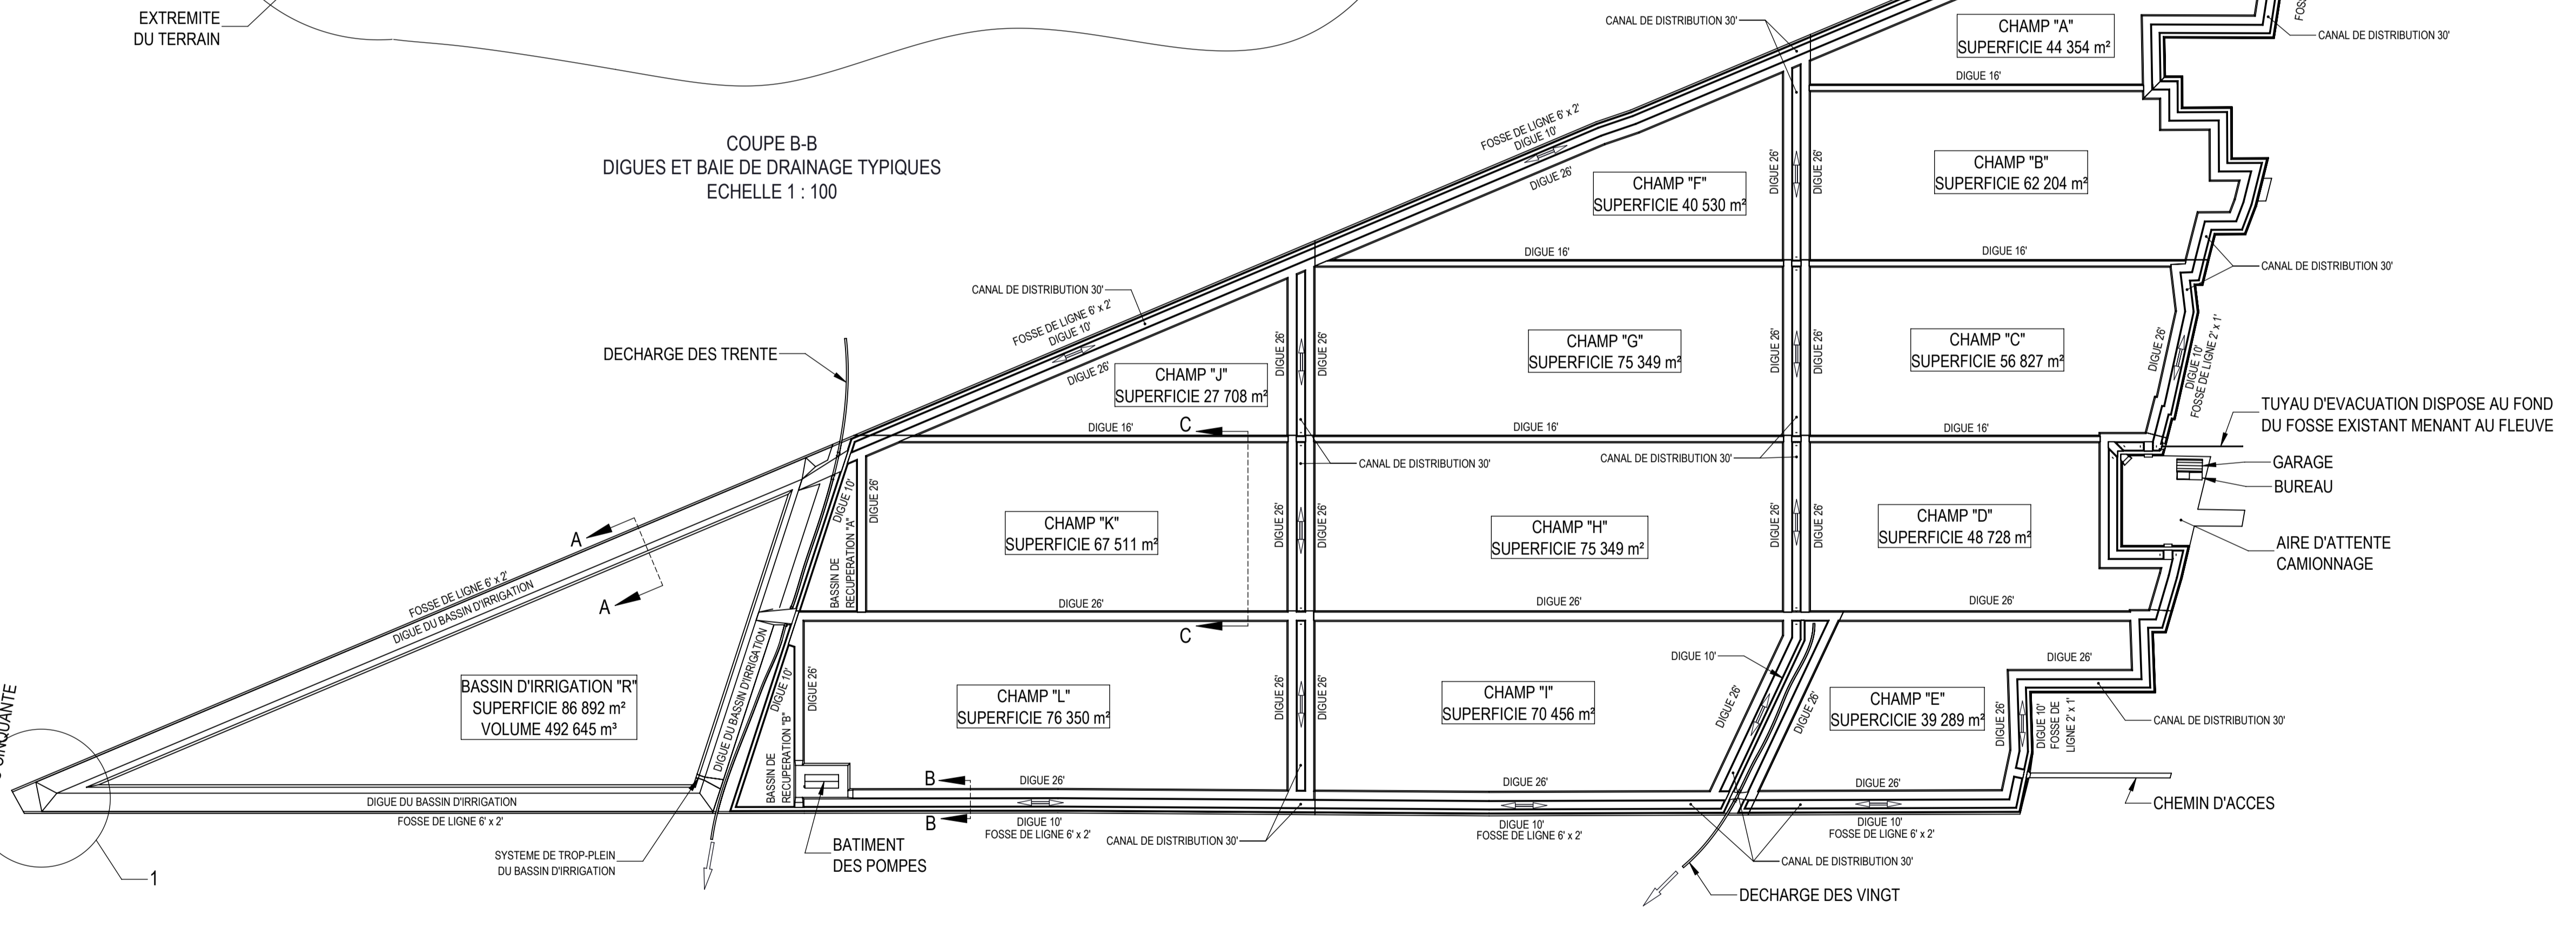 EXTREMITE
DU TERRAIN
COUPE B-B
DIGUES ET BAIE DE DRAINAGE TYPIQUES
ECHELLE 1 : 100
CANAL DE DISTRIBUTION 30'
CHAMP "A"
SUPERFICIE 44 354 m²
CANAL DE DISTRIBUTION 30'
DIGUE 16'
FOSSE DE LIGNE 6' x 2'
DIGUE 10'
DIGUE 26'
CHAMP "F"
SUPERFICIE 40 530 m²
DIGUE 26'
DIGUE 26'
CHAMP "B"
SUPERFICIE 62 204 m²
DIGUE 16'
DIGUE 16'
CANAL DE DISTRIBUTION 30'
CANAL DE DISTRIBUTION 30'
FOSSE DE LIGNE 6' x 2'
DIGUE 10'
DIGUE 26'
DECHARGE DES TRENTE
CHAMP "J"
SUPERFICIE 27 708 m²
DIGUE 26'
DIGUE 26'
CHAMP "G"
SUPERFICIE 75 349 m²
DIGUE 26'
DIGUE 26'
CHAMP "C"
SUPERFICIE 56 827 m²
DIGUE 26'
DIGUE 10'
FOSSE DE LIGNE 2' x 1'
TUYAU D'EVACUATION DISPOSE AU FOND
DU FOSSE EXISTANT MENANT AU FLEUVE
DIGUE 16'
C
DIGUE 16'
DIGUE 16'
CANAL DE DISTRIBUTION 30'
CANAL DE DISTRIBUTION 30'
GARAGE
BUREAU
DIGUE 10'
DIGUE 26'
BASSIN DE
RECUPERATION "A"
A
A
CHAMP "K"
SUPERFICIE 67 511 m²
DIGUE 26'
DIGUE 26'
CHAMP "H"
SUPERFICIE 75 349 m²
DIGUE 26'
DIGUE 26'
CHAMP "D"
SUPERFICIE 48 728 m²
AIRE D'ATTENTE
CAMIONNAGE
FOSSE DE LIGNE 6' x 2'
DIGUE DU BASSIN D'IRRIGATION
DIGUE 26'
DIGUE 26'
DIGUE 26'
C
BASSIN D'IRRIGATION "R"
SUPERFICIE 86 892 m²
VOLUME 492 645 m³
DIGUE DU BASSIN D'IRRIGATION
DIGUE 10'
DIGUE 26'
BASSIN DE
RECUPERATION "B"
CHAMP "L"
SUPERFICIE 76 350 m²
DIGUE 26'
DIGUE 26'
CHAMP "I"
SUPERFICIE 70 456 m²
DIGUE 10'
DIGUE 26'
DIGUE 26'
CHAMP "E"
SUPERCICIE 39 289 m²
DIGUE 26'
DIGUE 26'
DIGUE 10'
FOSSE DE
LIGNE 2' x 1'
CANAL DE DISTRIBUTION 30'
B
DIGUE 26'
DIGUE 26'
DIGUE 26'
CHEMIN D'ACCES
DIGUE DU BASSIN D'IRRIGATION
FOSSE DE LIGNE 6' x 2'
B
DIGUE 10'
FOSSE DE LIGNE 6' x 2'
CANAL DE DISTRIBUTION 30'
DIGUE 10'
FOSSE DE LIGNE 6' x 2'
DIGUE 10'
FOSSE DE LIGNE 6' x 2'
CANAL DE DISTRIBUTION 30'
SYSTEME DE TROP-PLEIN
DU BASSIN D'IRRIGATION
BATIMENT
DES POMPES
1
DECHARGE DES VINGT